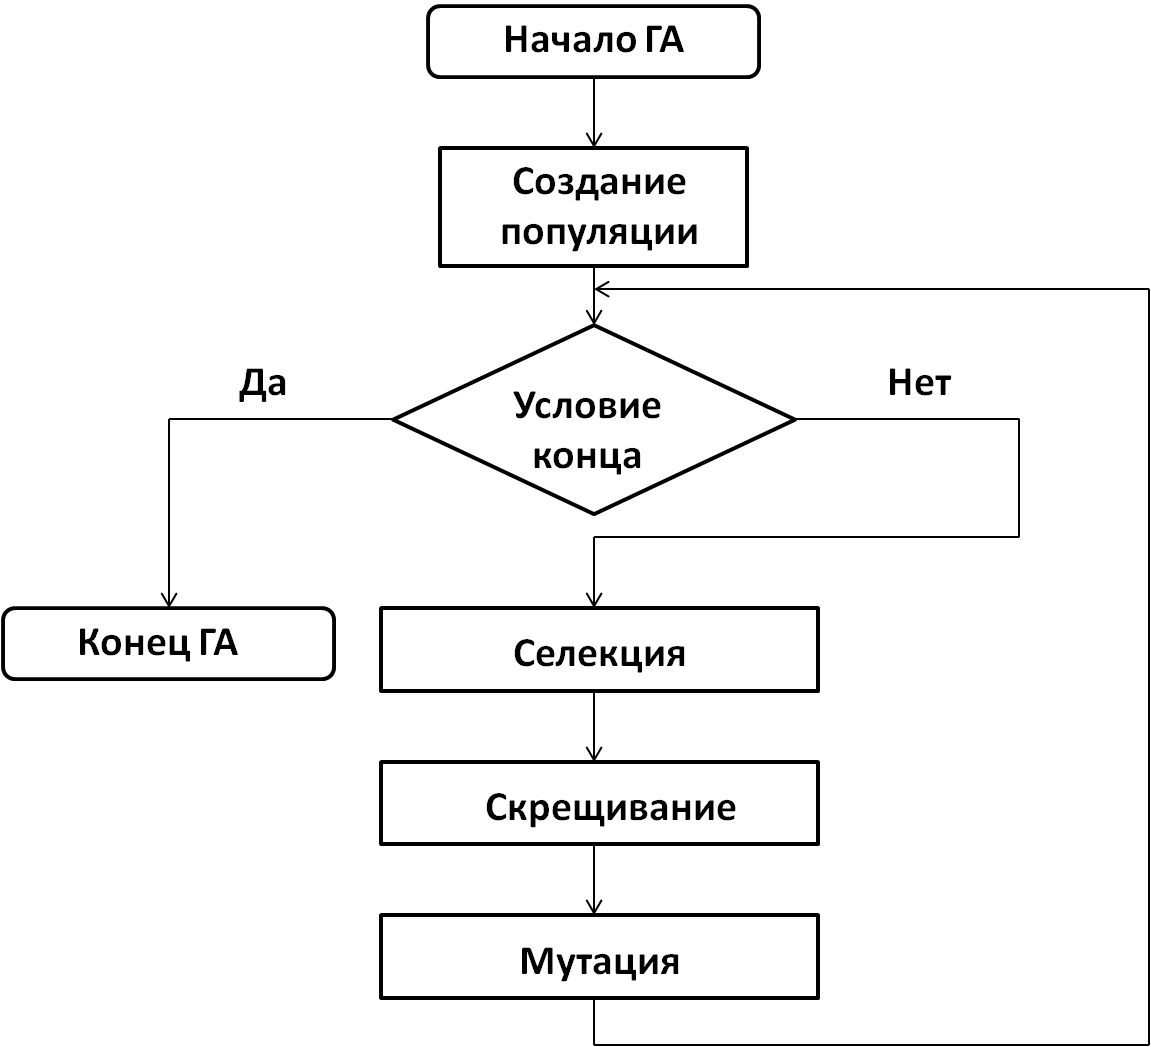 Начало ГА
Создание
популяции
Да
Нет
Условие
конца
Конец ГА
Селекция
Скрещивание
Мутация